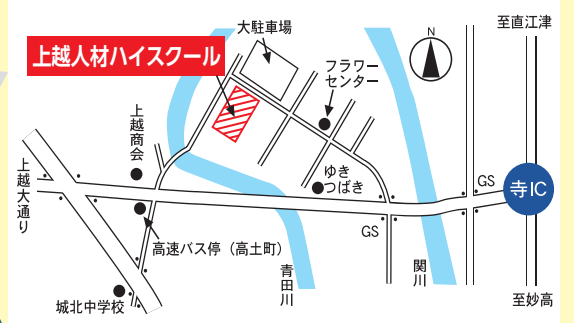 至直江津
大駐車場
N
上越人材ハイスクール
フラワー
センター
上越
商会
上越大通り
ゆき
つばき
GS
寺IC
GS
高速バス停（高土町）
青田川
関川
城北中学校
至妙高